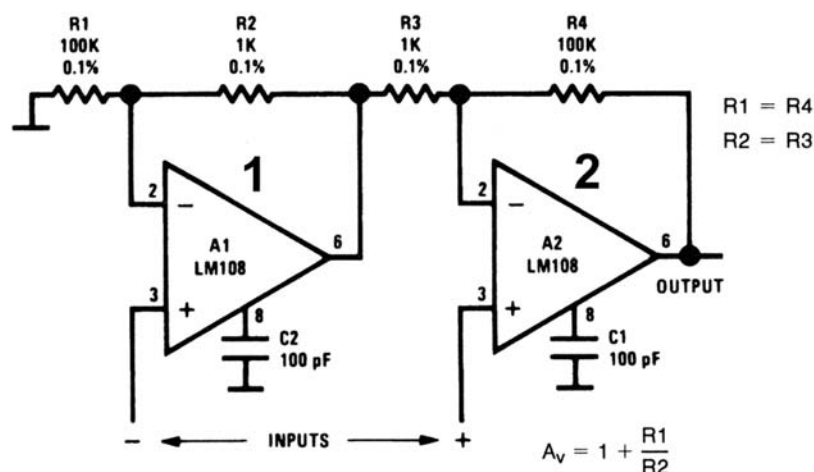 R1
100K
0.1%
R2
1K
0.1%
R3
1K
0.1%
R4
100K
0.1%
R1 = R4
R2 = R3
1
2
2
−
A1
LM108
6
3
+
8
C2
100 pF
2
−
A2
LM108
6
OUTPUT
3
+
8
C1
100 pF
− INPUTS +
Av = 1 + R1/R2